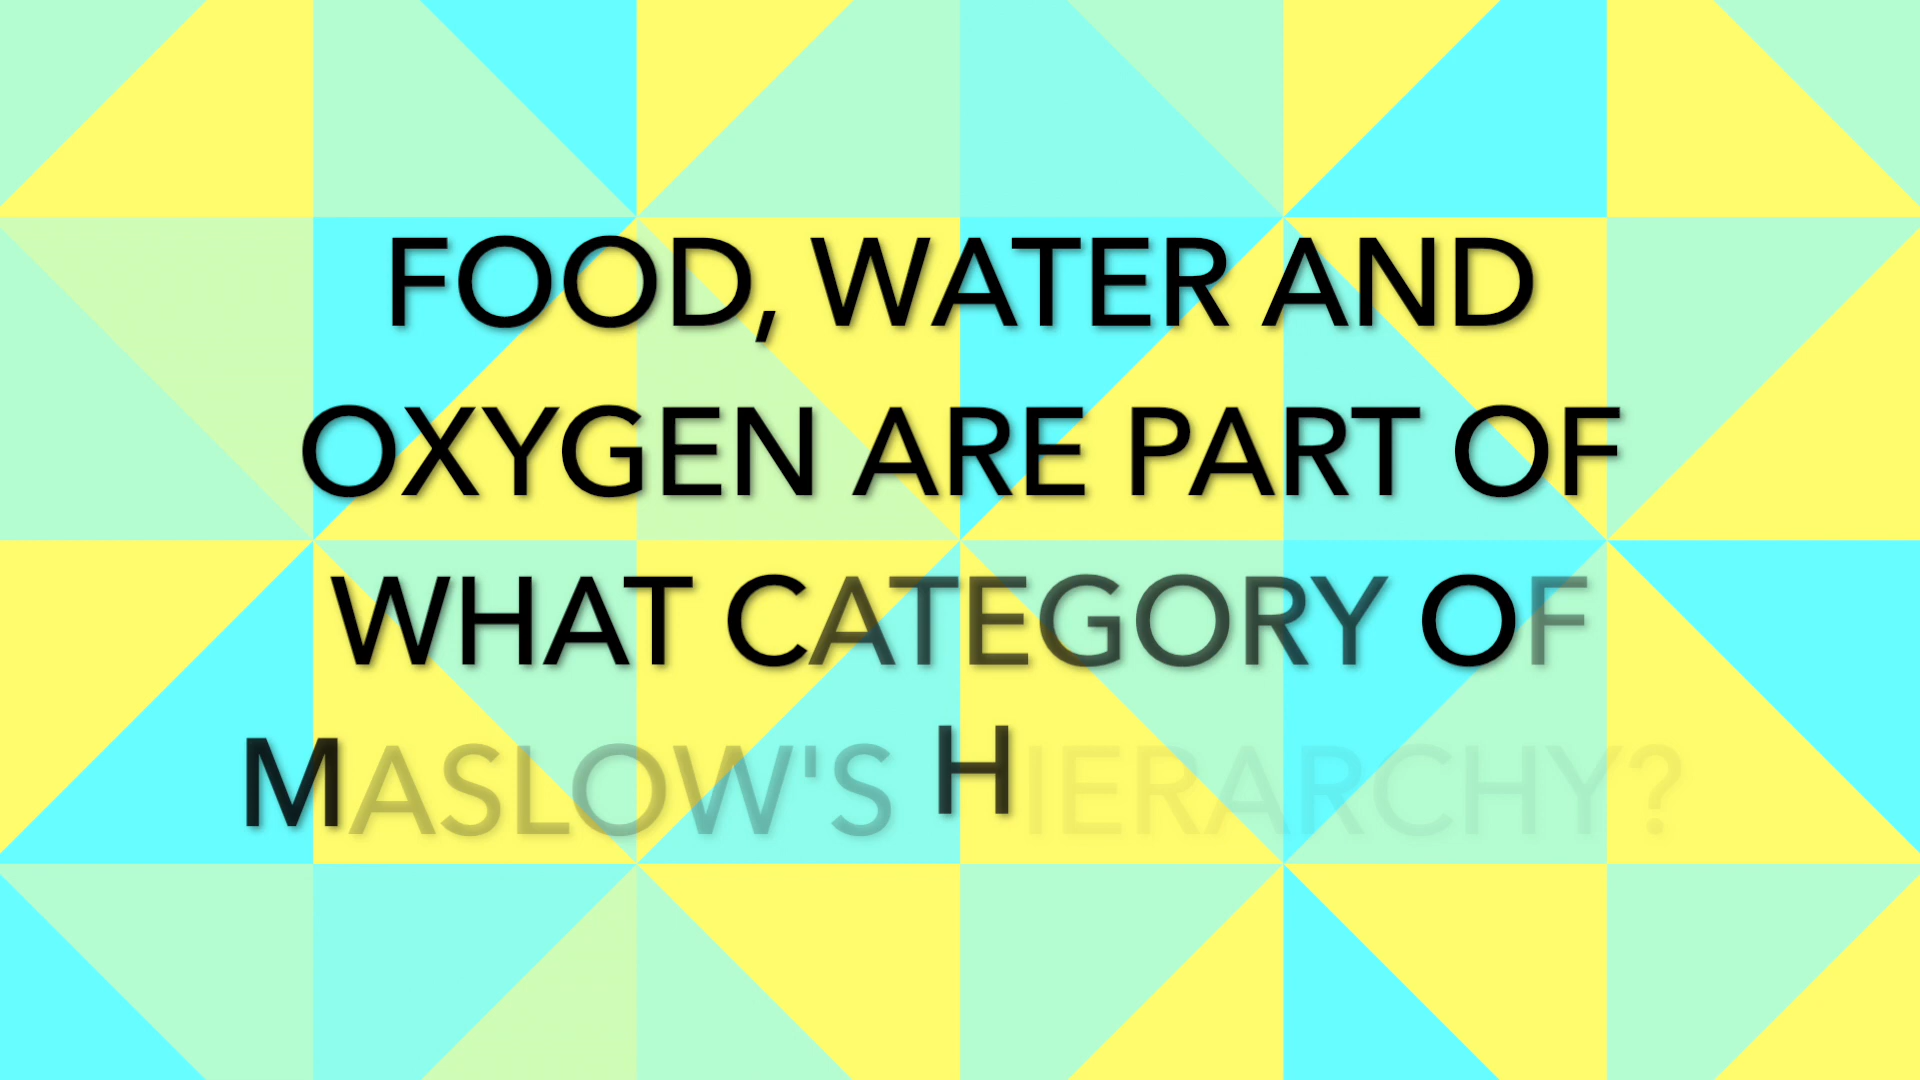 FOOD, WATER AND
OXYGEN ARE PART OF
WHAT CATEGORY OF
MASLOW'S HIERARCHY?